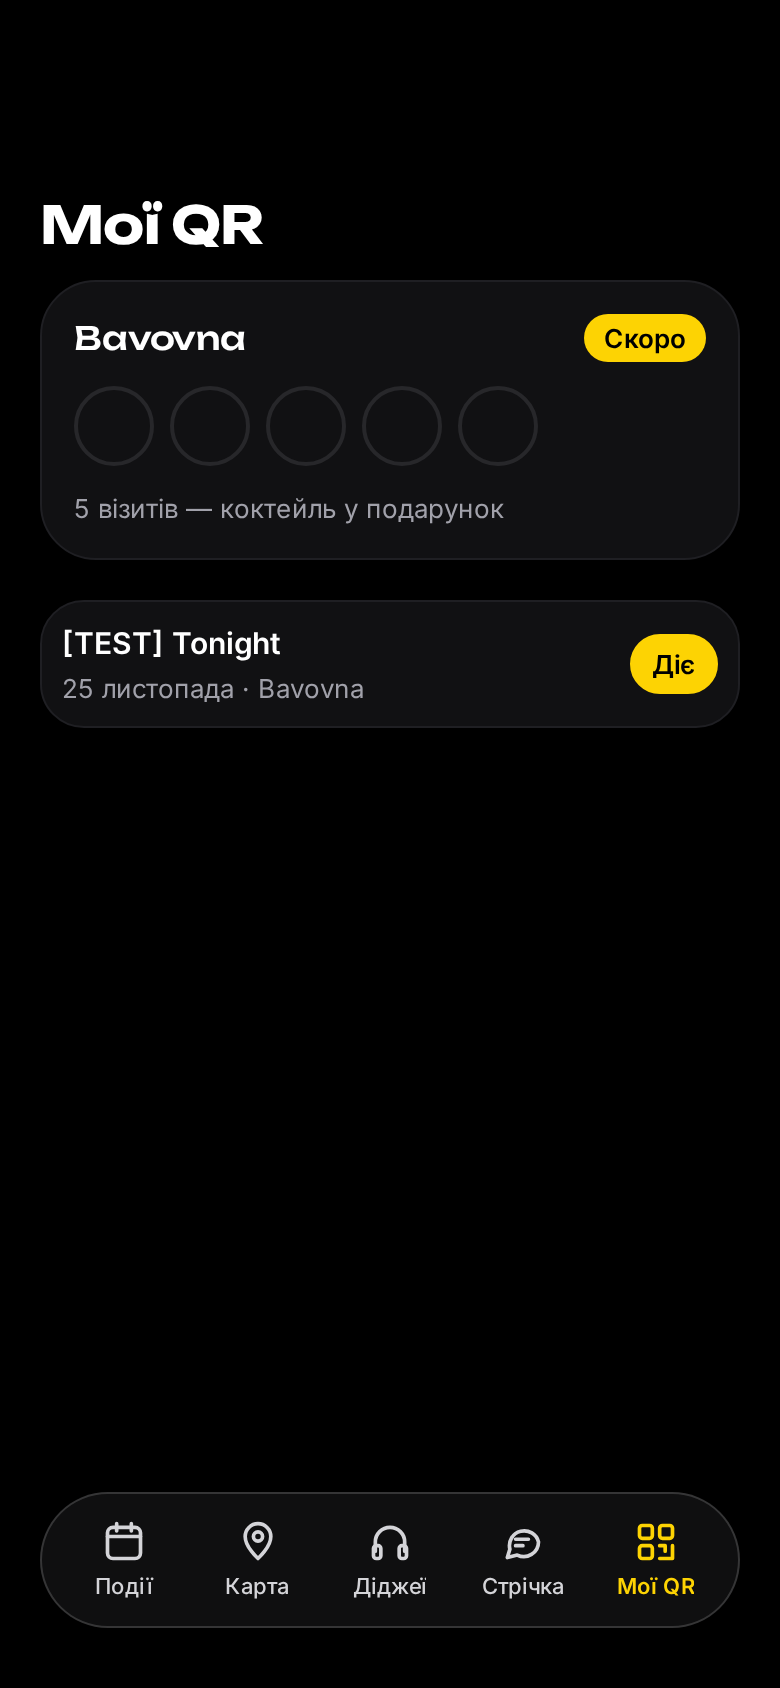 Мої QR
Bavovna
Скоро
5 візитів — коктейль у подарунок
[TEST] Tonight
25 листопада · Bavovna
Діє
Події
Карта
Діджеї
Стрічка
Мої QR